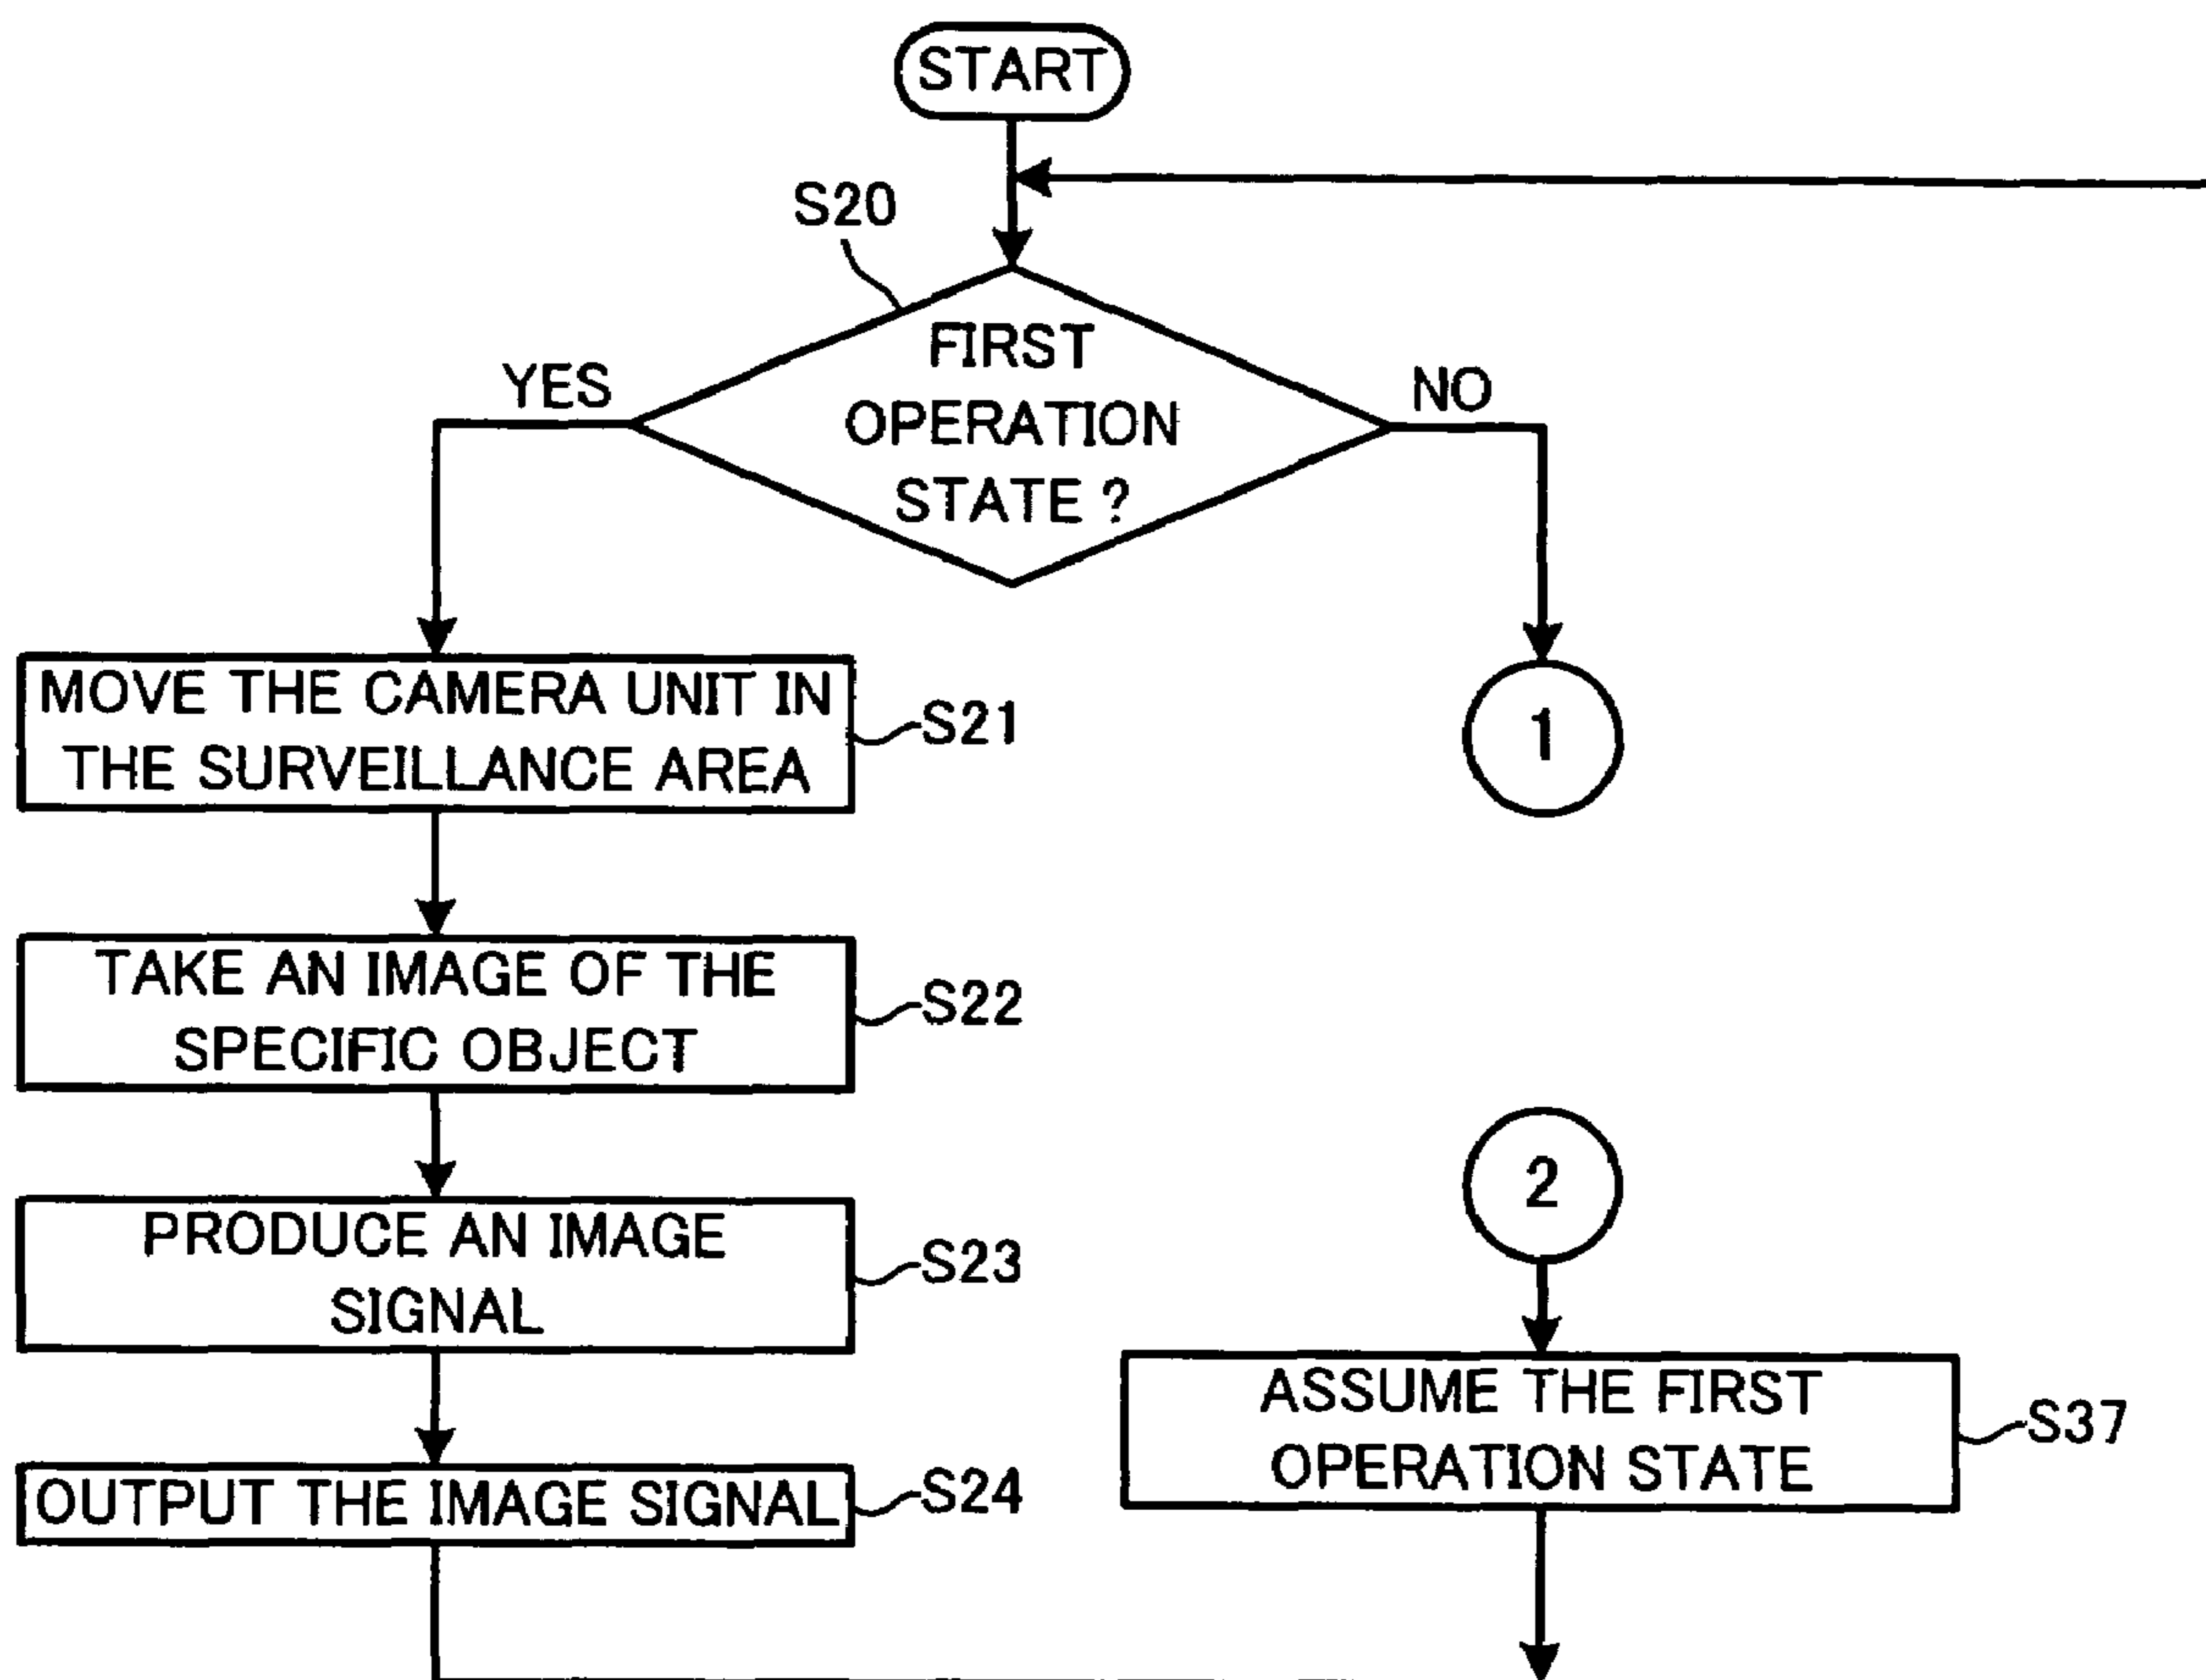 START
S20
FIRST
OPERATION
STATE ?
YES
NO
MOVE THE CAMERA UNIT IN
THE SURVEILLANCE AREA
S21
1
TAKE AN IMAGE OF THE
SPECIFIC OBJECT
S22
PRODUCE AN IMAGE
SIGNAL
S23
2
ASSUME THE FIRST
OPERATION STATE
S37
OUTPUT THE IMAGE SIGNAL
S24